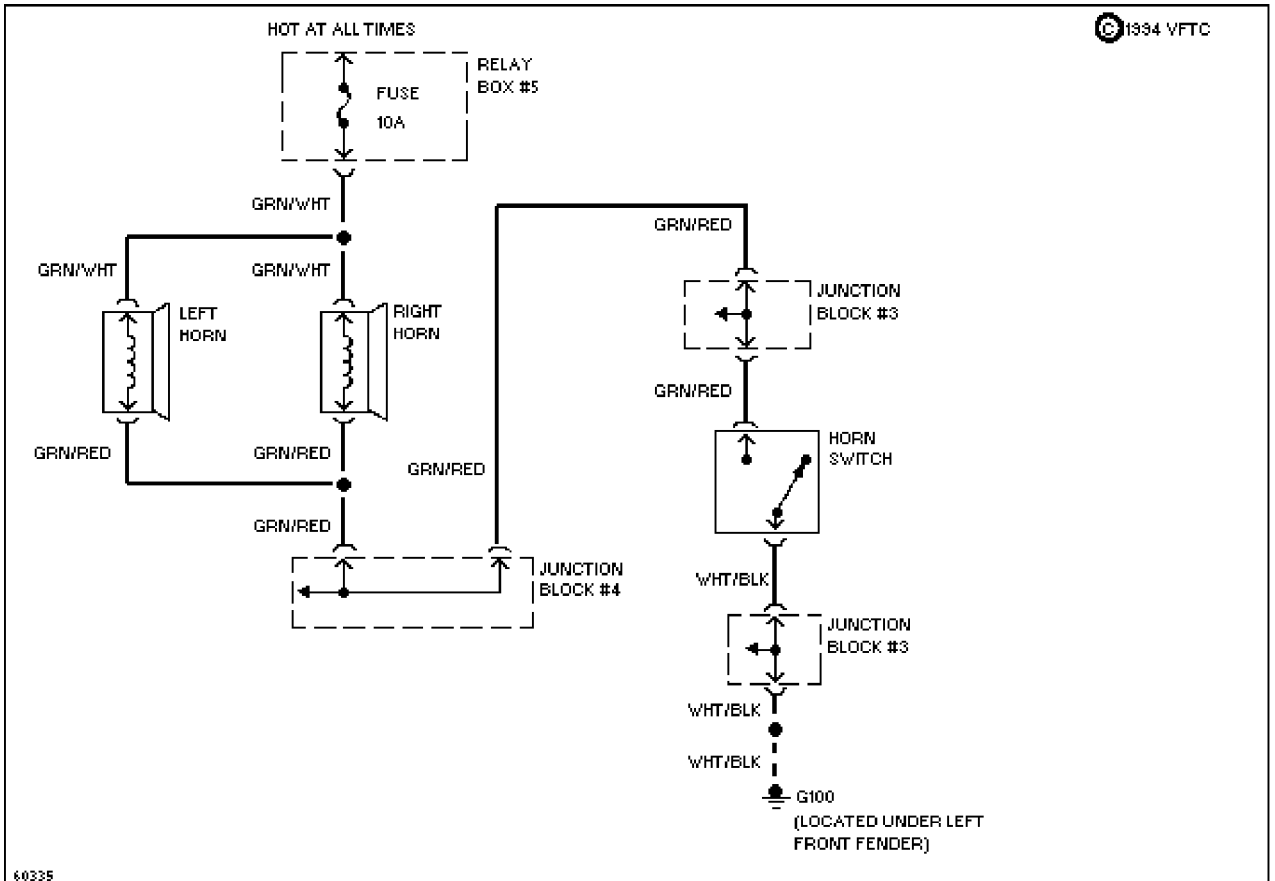 HOT AT ALL TIMES
© 1994 VFTC
RELAY
BOX #5
FUSE
10A
GRN/WHT
GRN/RED
GRN/WHT
GRN/WHT
JUNCTION
BLOCK #3
LEFT
HORN
RIGHT
HORN
GRN/RED
HORN
SWITCH
GRN/RED
GRN/RED
GRN/RED
GRN/RED
JUNCTION
BLOCK #4
WHT/BLK
JUNCTION
BLOCK #3
WHT/BLK
WHT/BLK
G100
(LOCATED UNDER LEFT
FRONT FENDER)
60335